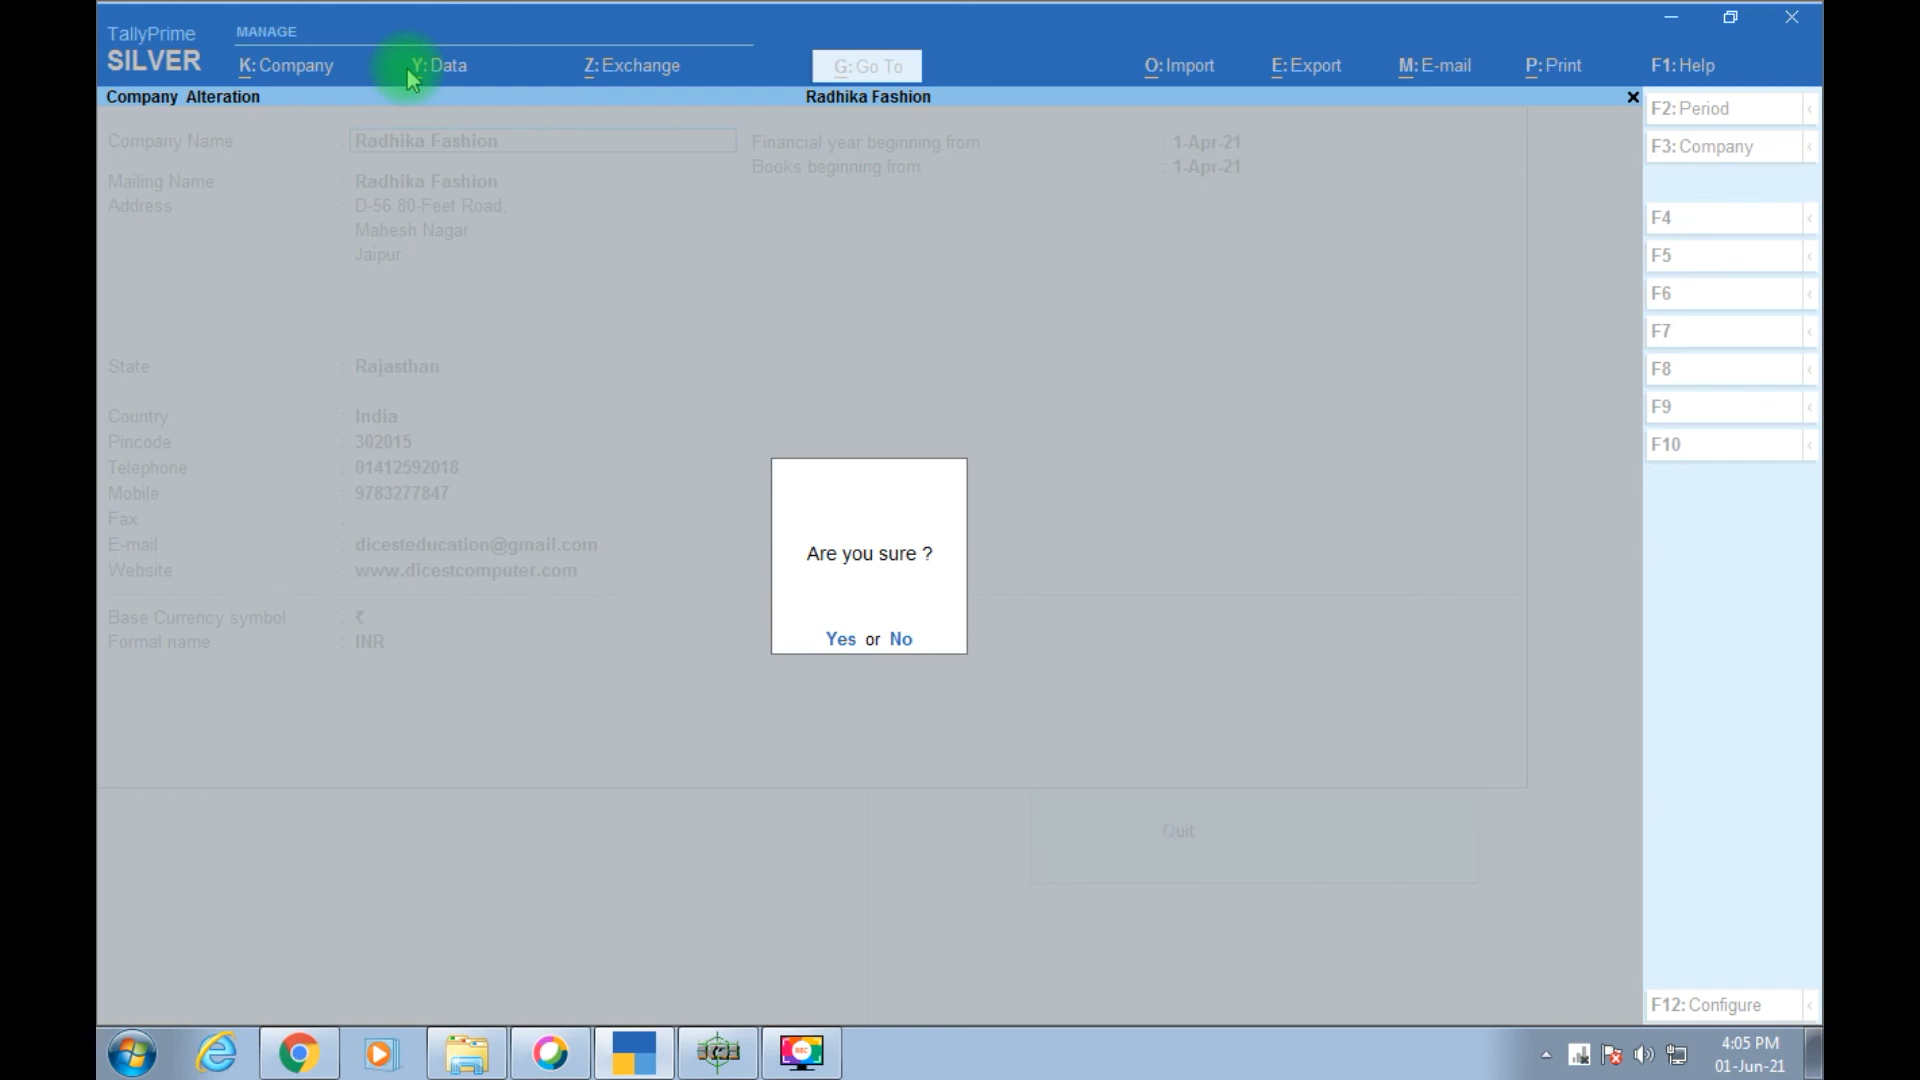 TallyPrime
SILVER
MANAGE
K: Company
Y: Data
Z: Exchange
G: Go To
O: Import
E: Export
M: E-mail
P: Print
F1: Help
Company Alteration
Radhika Fashion
F2: Period
F3: Company
F4
F5
F6
F7
F8
F9
F10
F12: Configure
Company Name : Radhika Fashion
Financial year beginning from : 1-Apr-21
Books beginning from : 1-Apr-21
Mailing Name : Radhika Fashion
Address : D-56 80-Feet Road,
Mahesh Nagar
Jaipur
State : Rajasthan
Country : India
Pincode : 302015
Telephone : 01412592018
Mobile : 9783277847
Fax :
E-mail : dicesteducation@gmail.com
Website : www.dicestcomputer.com
Base Currency symbol : ₹
Formal name : INR
Are you sure ?
Yes or No
Quit
REC
4:05 PM
01-Jun-21